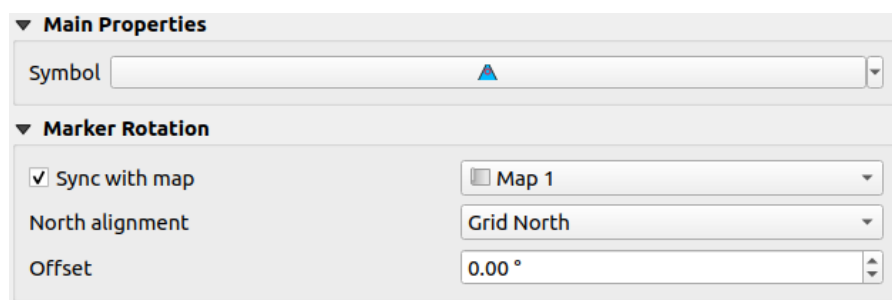 Main Properties
Symbol
Marker Rotation
Sync with map Map 1
North alignment Grid North
Offset 0.00 °